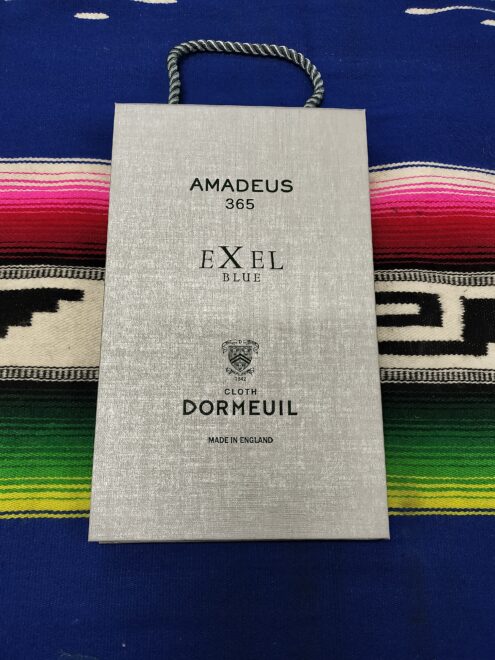 AMADEUS
365
EXEL
BLUE
1842
CLOTH
DORMEUIL
MADE IN ENGLAND